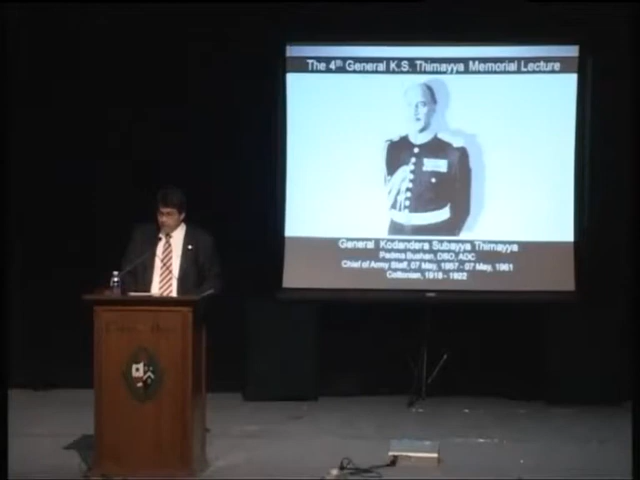 The 4th General K.S. Thimayya Memorial Lecture
General Kodandera Subayya Thimayya
Padma Bushan, DSO, ADC
Chief of Army Staff, 07 May, 1957 - 07 May, 1961
Cottonian, 1915 - 1922